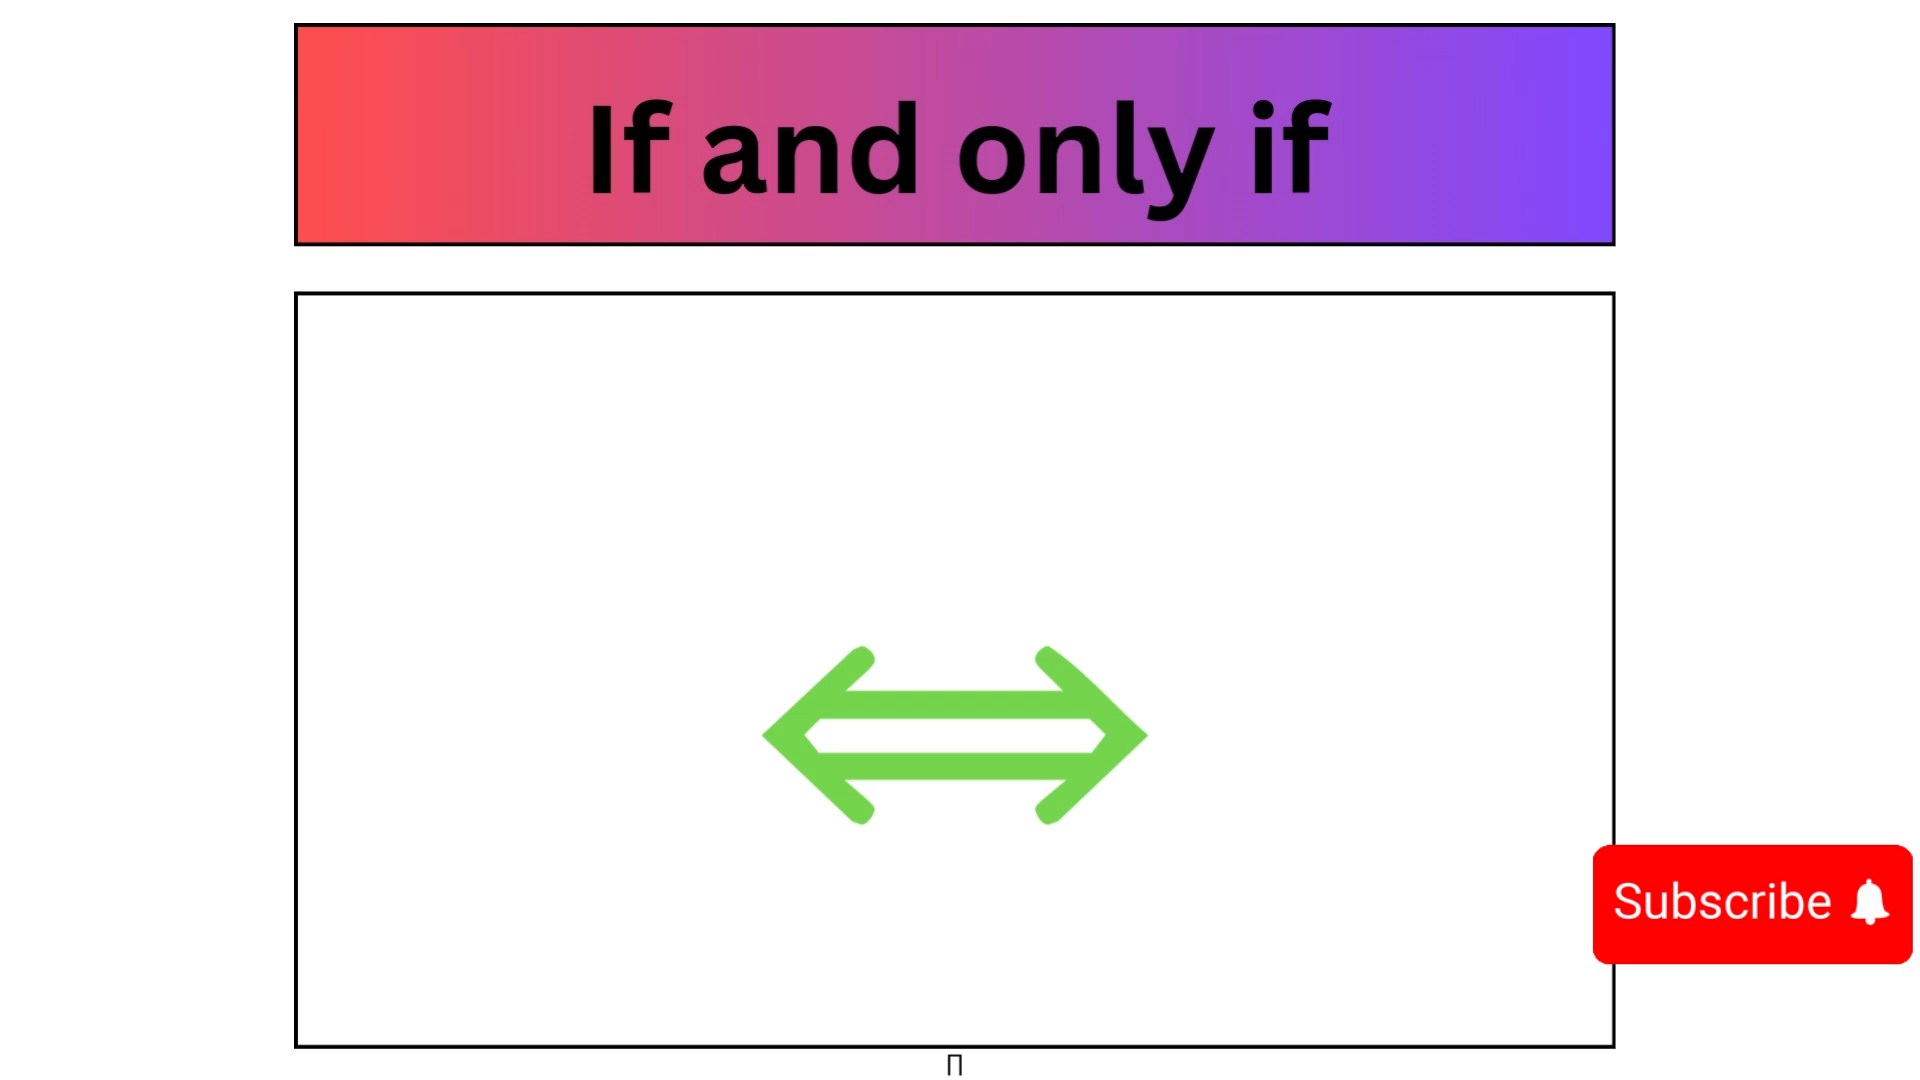 If and only if
⇔
Subscribe
∏